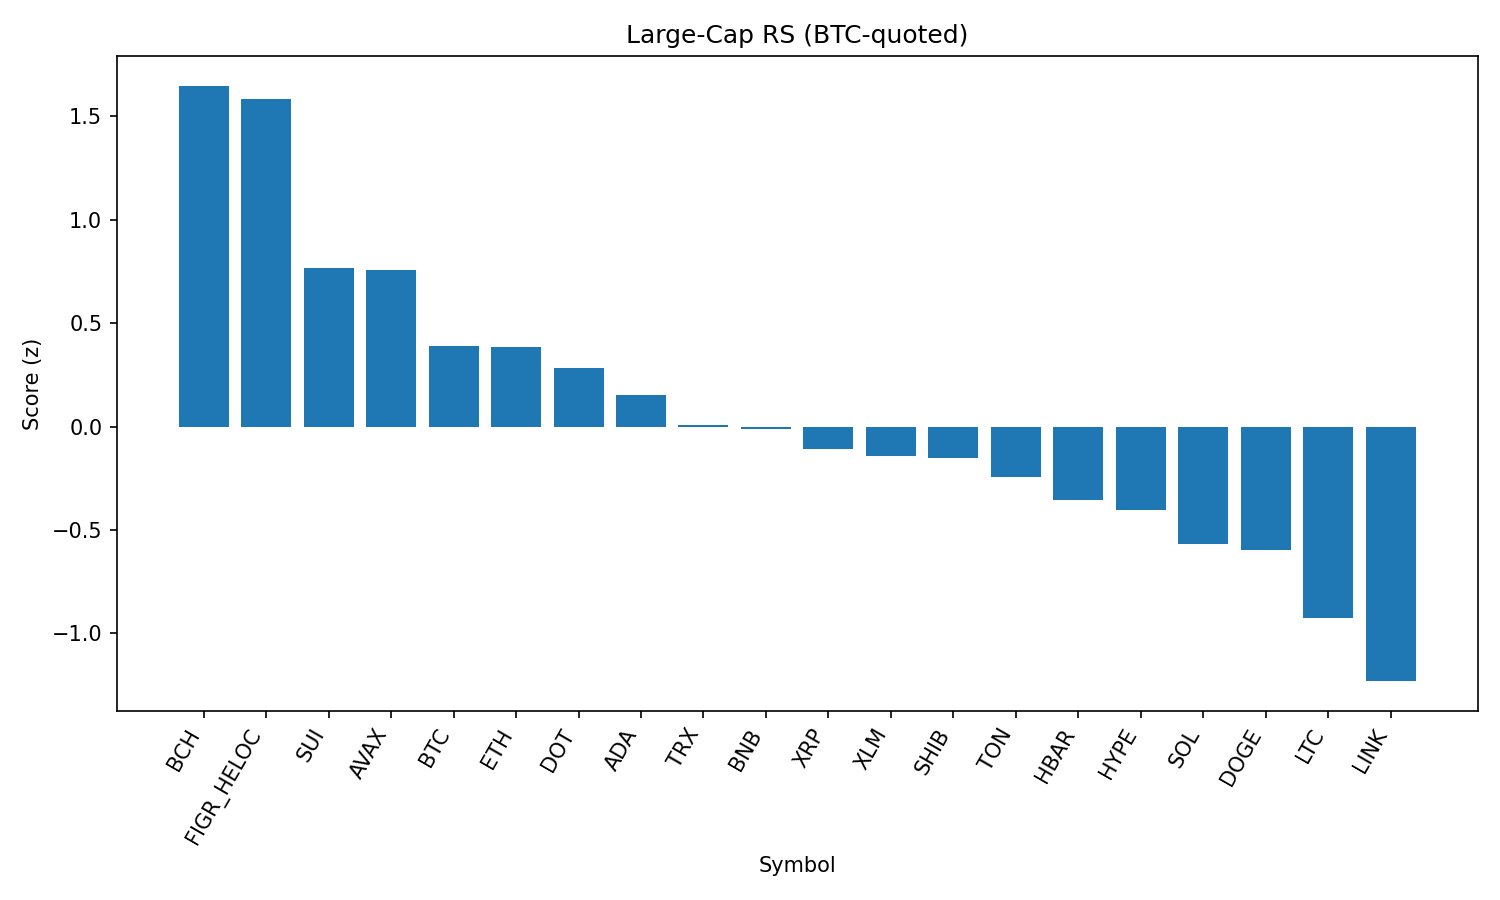 Large-Cap RS (BTC-quoted)
Score (z)
1.5
1.0
0.5
0.0
−0.5
−1.0
BCH
FIGR_HELOC
SUI
AVAX
BTC
ETH
DOT
ADA
TRX
BNB
XRP
XLM
SHIB
TON
HBAR
HYPE
SOL
DOGE
LTC
LINK
Symbol